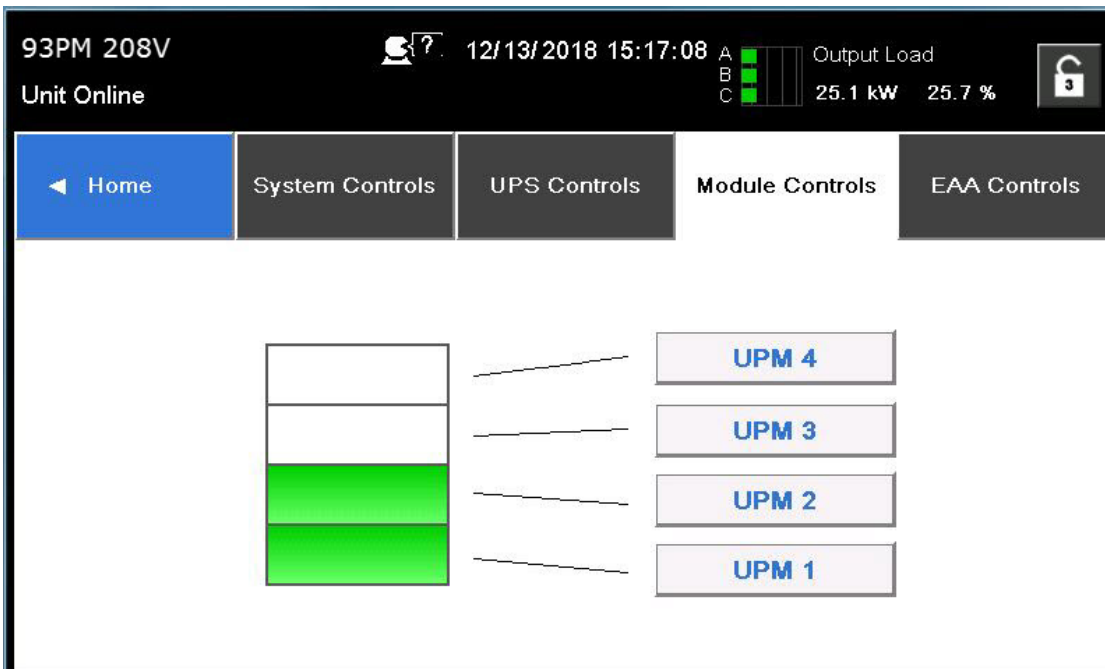 93PM 208V
?
12/13/2018 15:17:08
A
B
C
Output Load
25.1 kW 25.7 %
3
Unit Online
◄ Home
System Controls
UPS Controls
Module Controls
EAA Controls
UPM 4
UPM 3
UPM 2
UPM 1